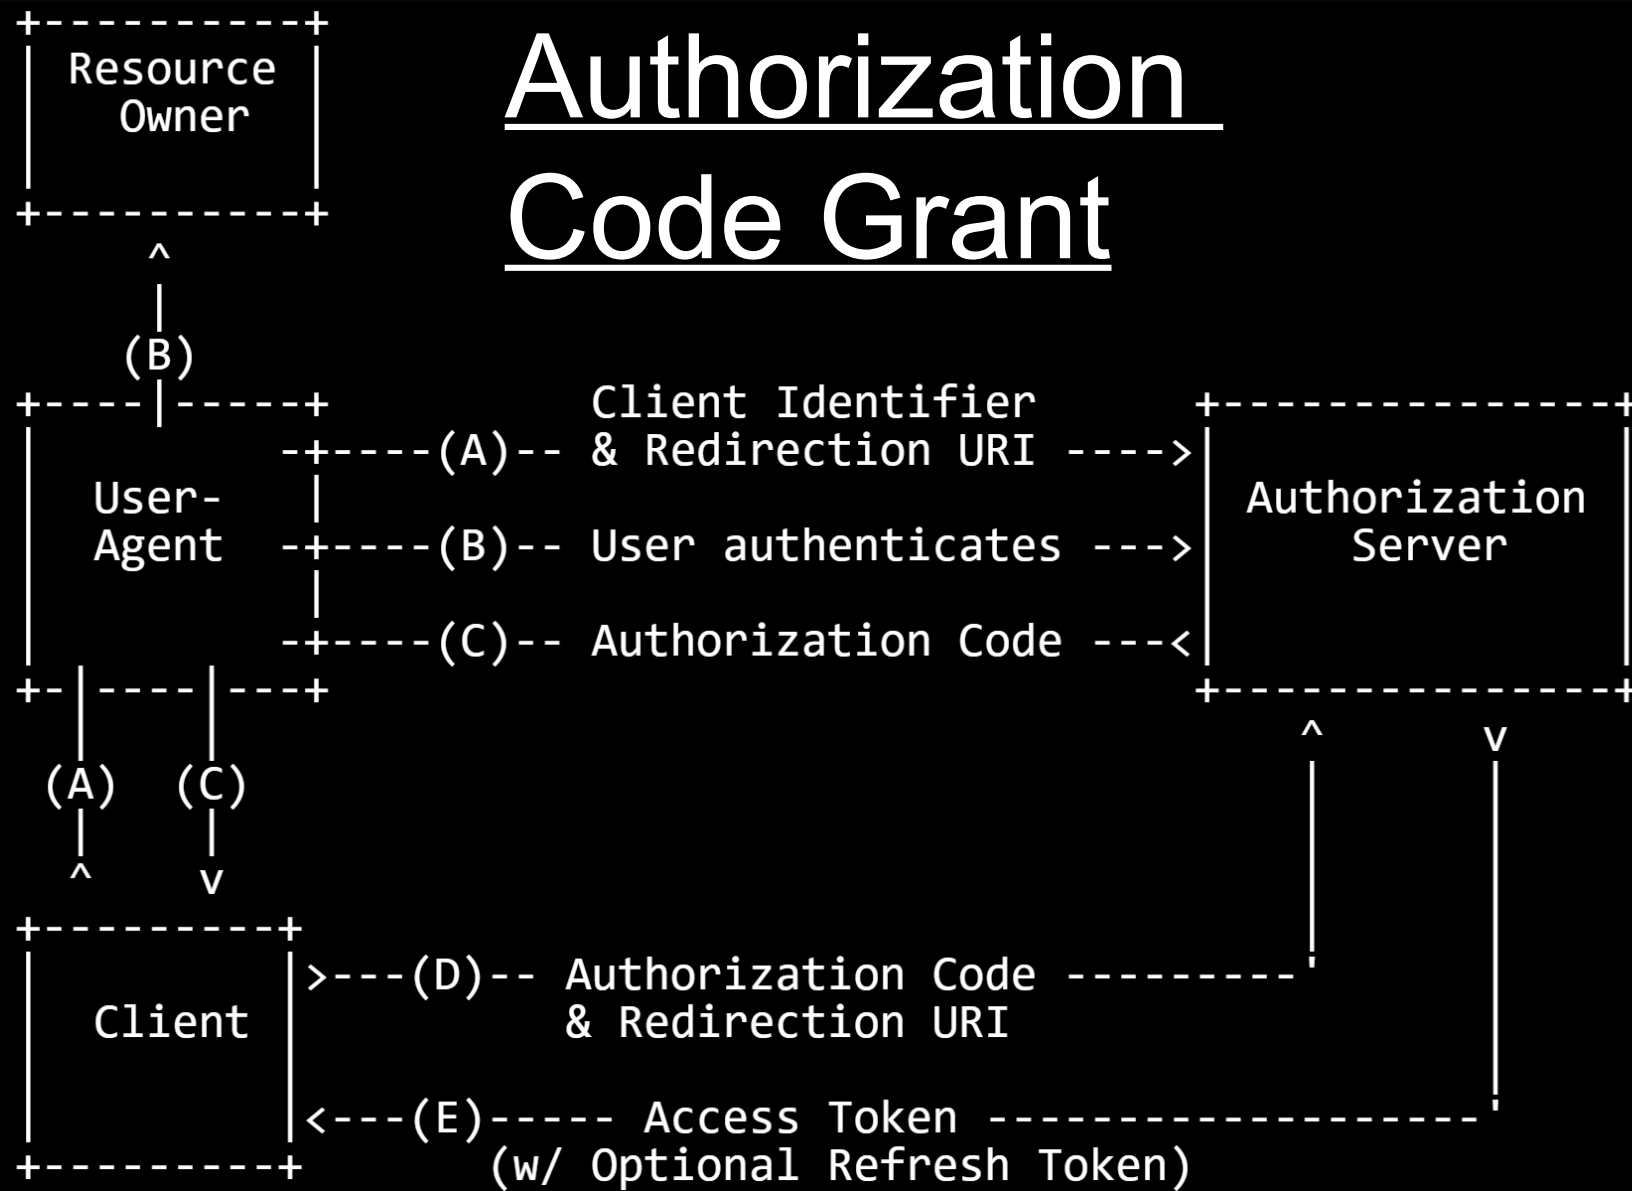 Authorization
Code Grant
Resource
Owner
(B)
Client Identifier
(A) & Redirection URI
User-
Agent
(B) User authenticates
(C) Authorization Code
Authorization
Server
(A) (C)
Client
(D) Authorization Code
& Redirection URI
(E) Access Token
(w/ Optional Refresh Token)